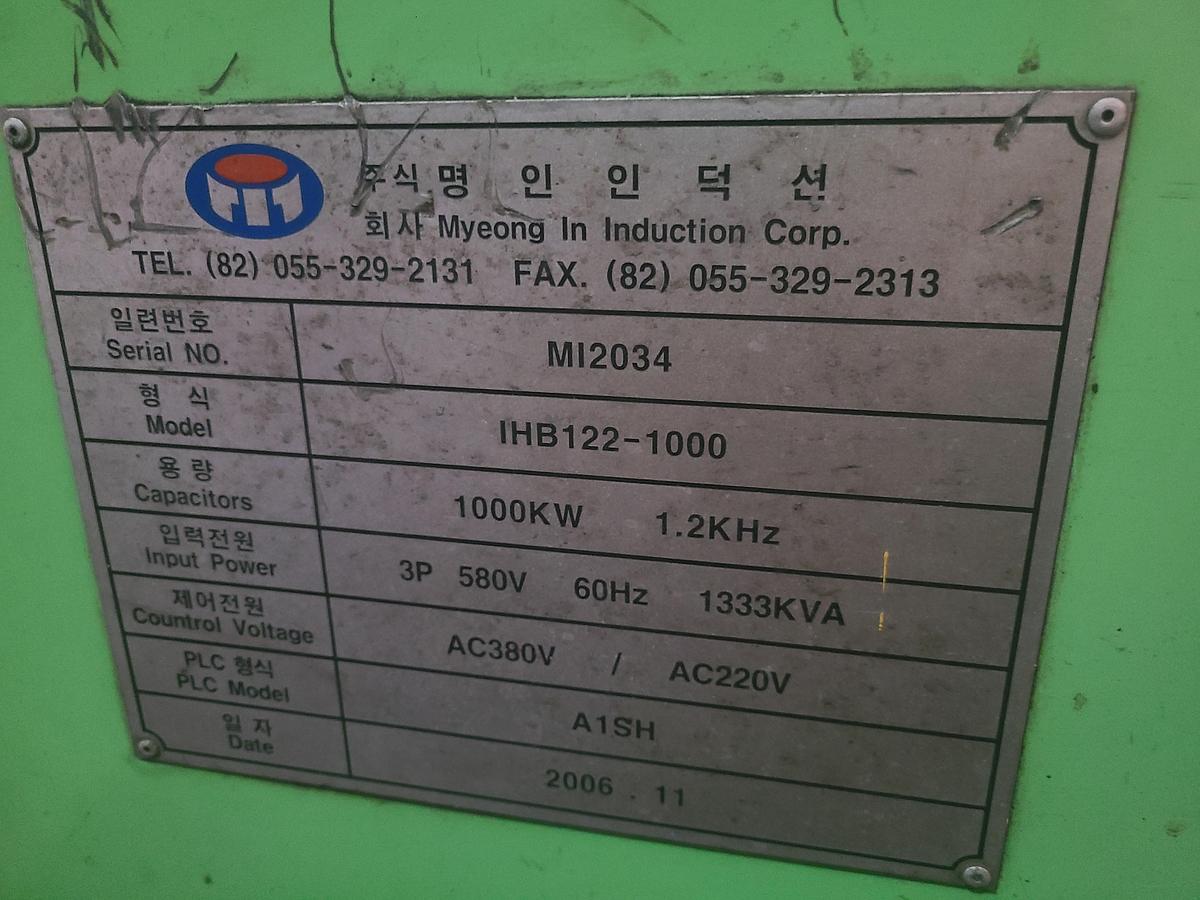 주식 명 인 인 덕 션
회사 Myeong In Induction Corp.
TEL. (82) 055-329-2131 FAX. (82) 055-329-2313
일련번호
Serial NO.
MI2034
형 식
Model
IHB122-1000
용 량
Capacitors
1000KW 1.2KHz
입력전원
Input Power
3P 580V 60Hz 1333KVA
제어전원
Countrol Voltage
AC380V / AC220V
PLC 형식
PLC Model
A1SH
일 자
Date
2006 . 11